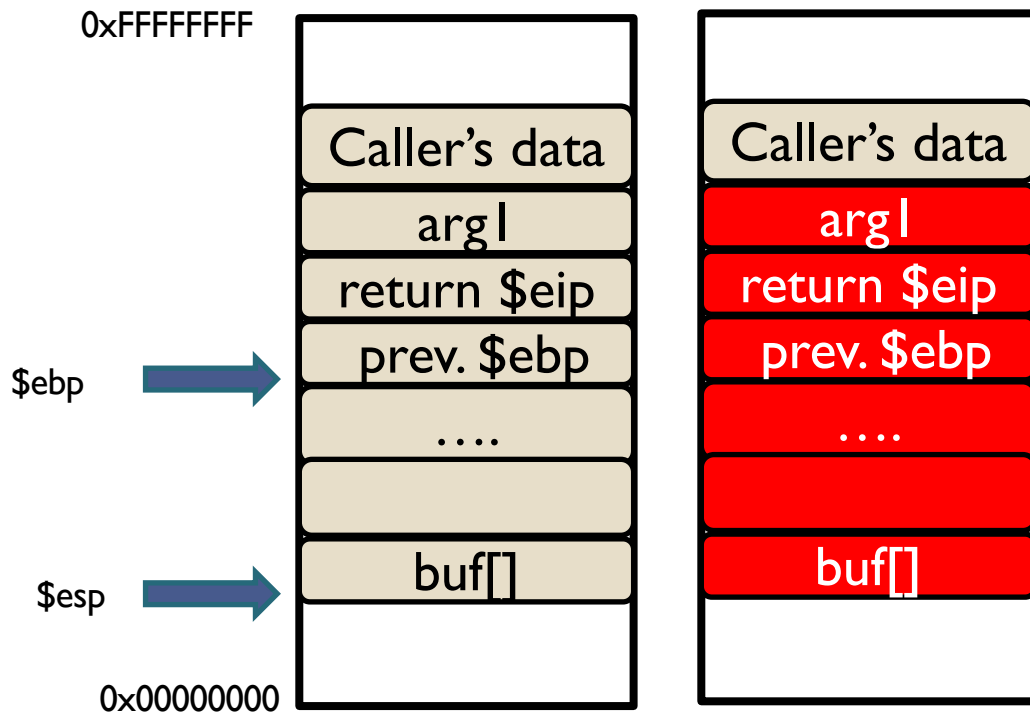 0xFFFFFFFF
Caller's data
arg1
return $eip
$ebp
prev. $ebp
....
$esp
buf[]
0x00000000
Caller's data
arg1
return $eip
prev. $ebp
....
buf[]